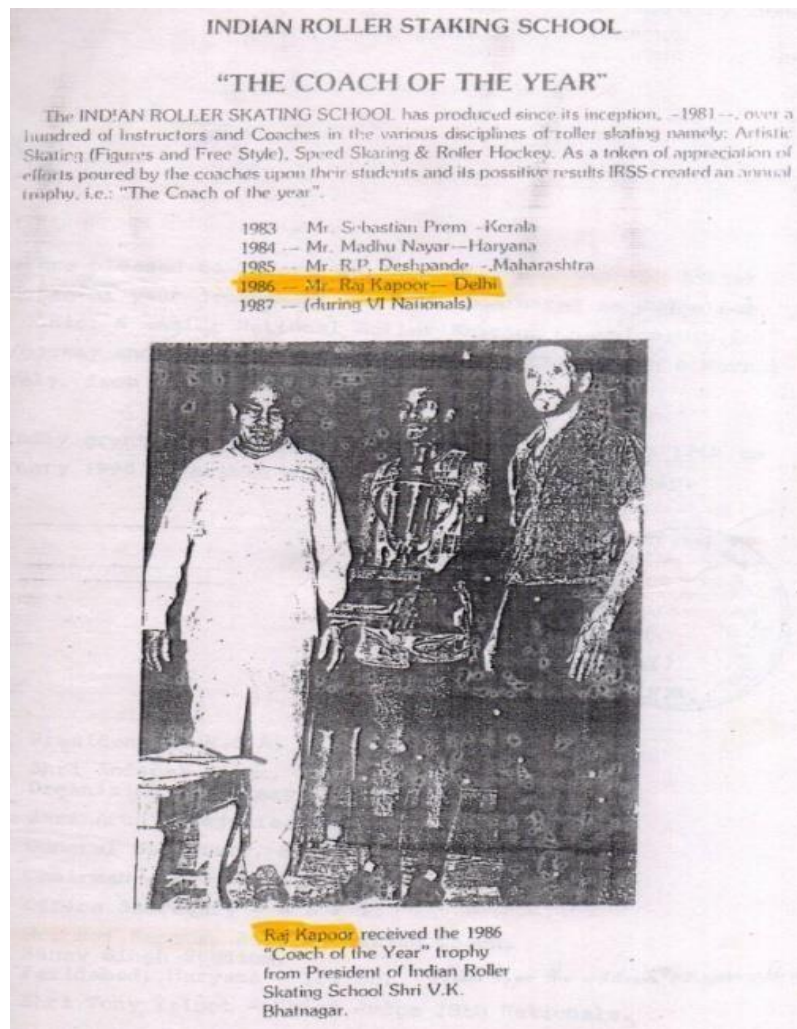 INDIAN ROLLER STAKING SCHOOL
“THE COACH OF THE YEAR”
The IND!AN ROLLER SKATING SCHOOL has produced since its inception, -1981--, over a
hundred of Instructors and Coaches in the various disciplines of roller skating namely: Artistic
Skating (Figures and Free Style), Speed Skating & Roller Hockey. As a token of appreciation of
efforts poured by the coaches upon their students and its possitive results IRSS created an annual
trophy, i.e.: “The Coach of the year”.
1983 Mr. Sebastian Prem -Kerala
1984 -- Mr. Madhu Nayar--Haryana
1985 -- Mr. R.P. Deshpande -,Maharashtra
1986 -- Mr. Raj Kapoor-- Delhi
1987 -- (during VI Nationals)
Raj Kapoor received the 1986
“Coach of the Year” trophy
from President of Indian Roller
Skating School Shri V.K.
Bhatnagar.